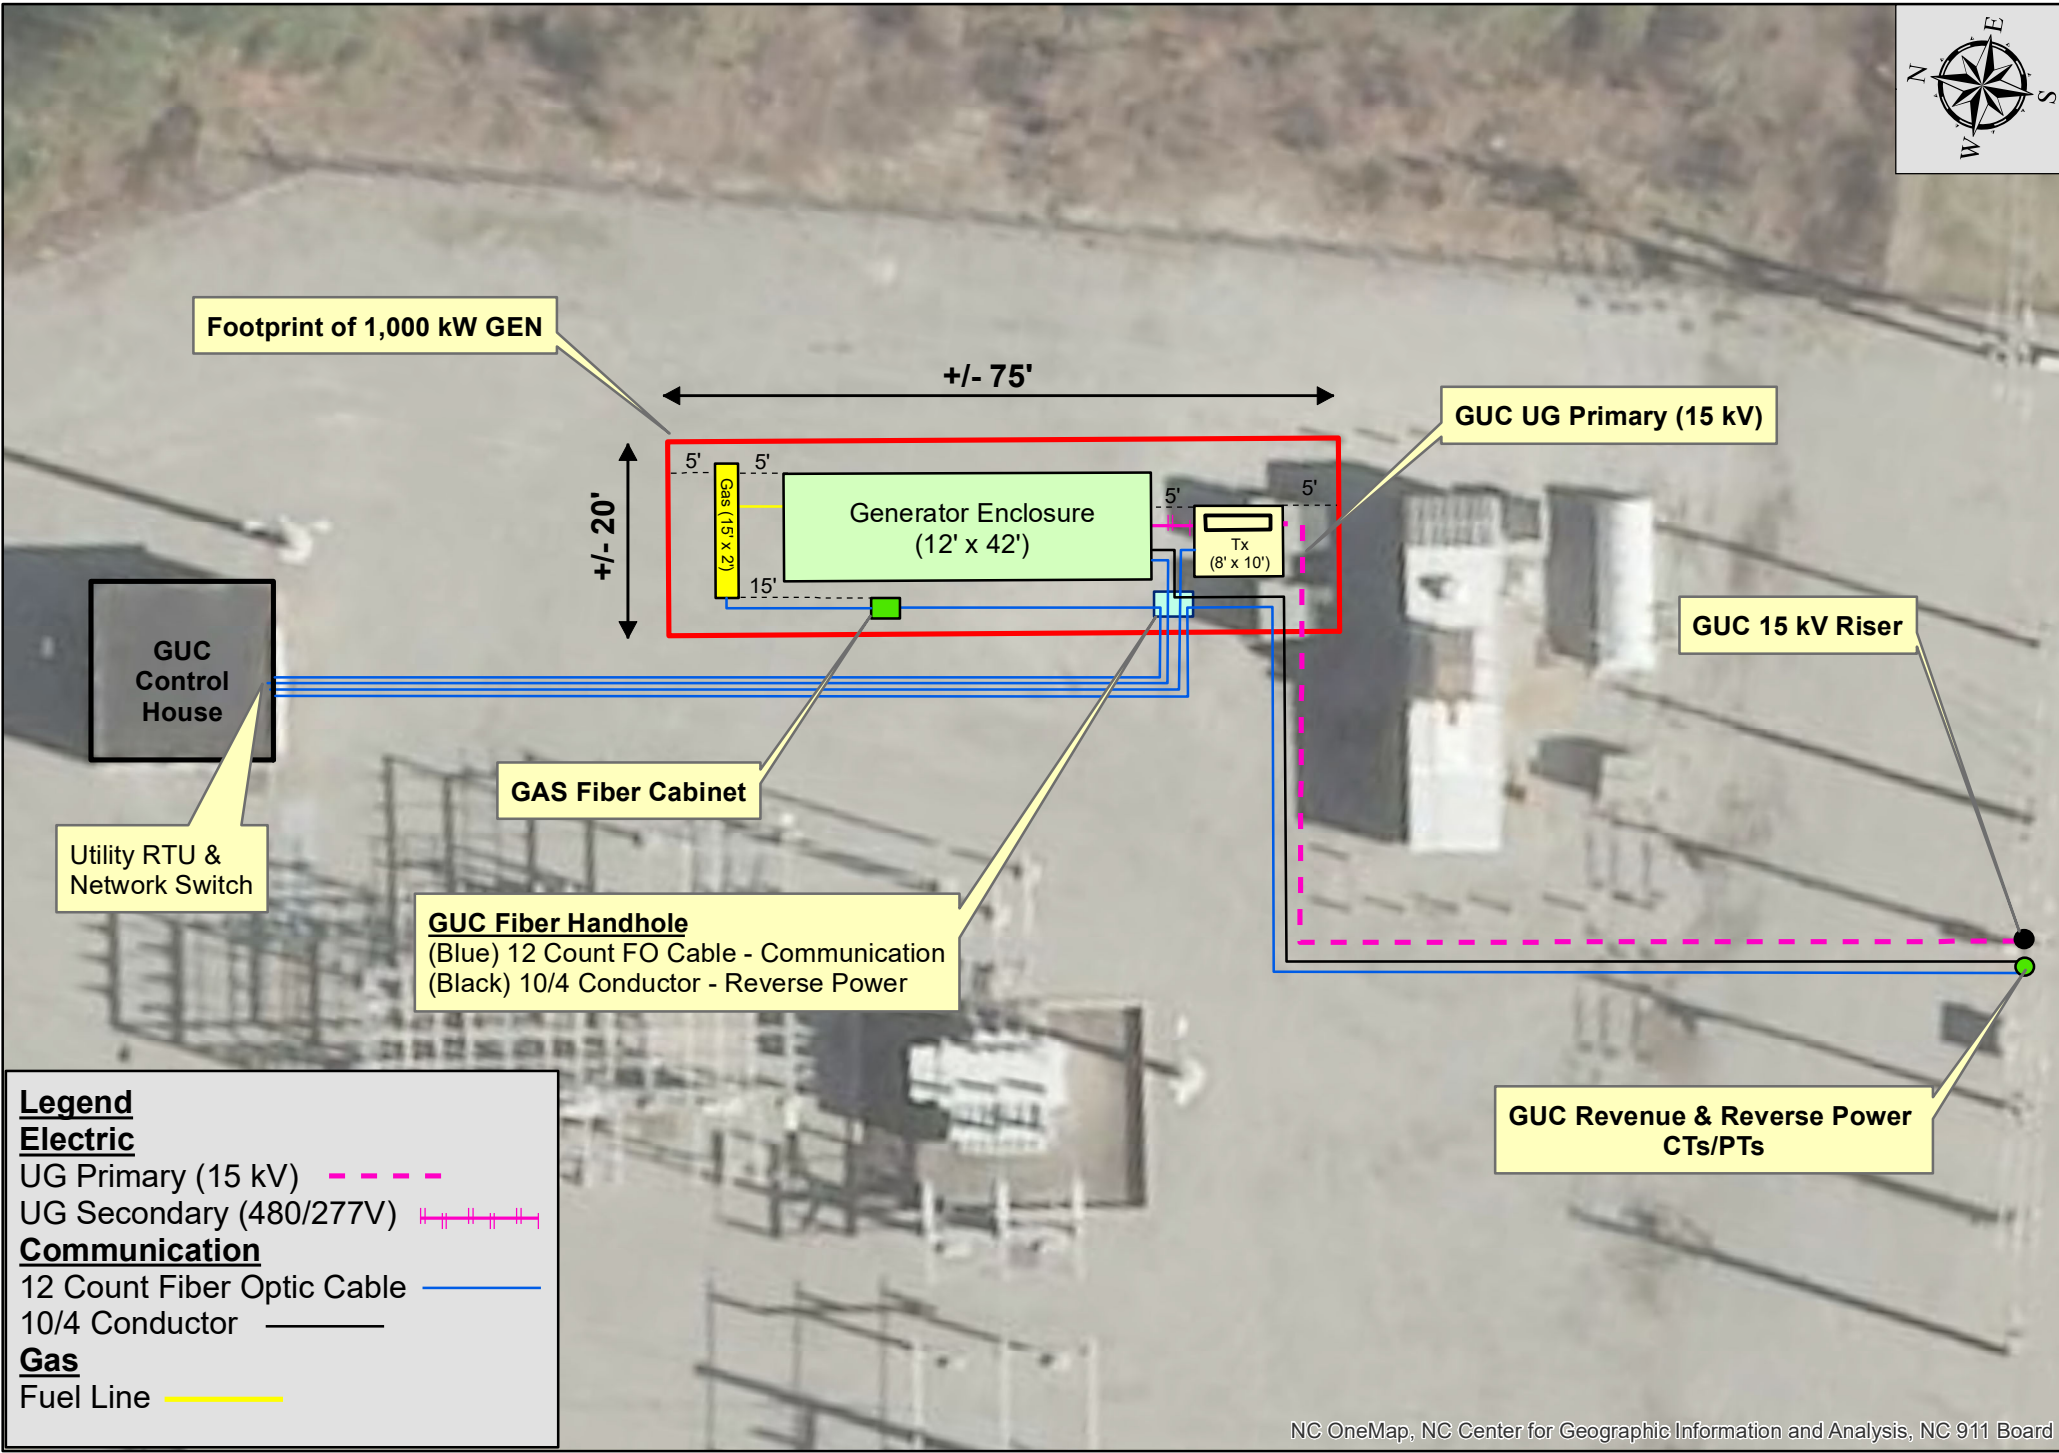 E
N
S
W
Footprint of 1,000 kW GEN
+/- 75'
GUC UG Primary (15 kV)
+/- 20'
5'
5'
Gas (15' x 2')
Generator Enclosure
(12' x 42')
5'
5'
Tx
(8' x 10')
15'
GUC
Control
House
GUC 15 kV Riser
GAS Fiber Cabinet
Utility RTU &
Network Switch
GUC Fiber Handhole
(Blue) 12 Count FO Cable - Communication
(Black) 10/4 Conductor - Reverse Power
GUC Revenue & Reverse Power
CTs/PTs
Legend
Electric
UG Primary (15 kV)
UG Secondary (480/277V)
Communication
12 Count Fiber Optic Cable
10/4 Conductor
Gas
Fuel Line
NC OneMap, NC Center for Geographic Information and Analysis, NC 911 Board